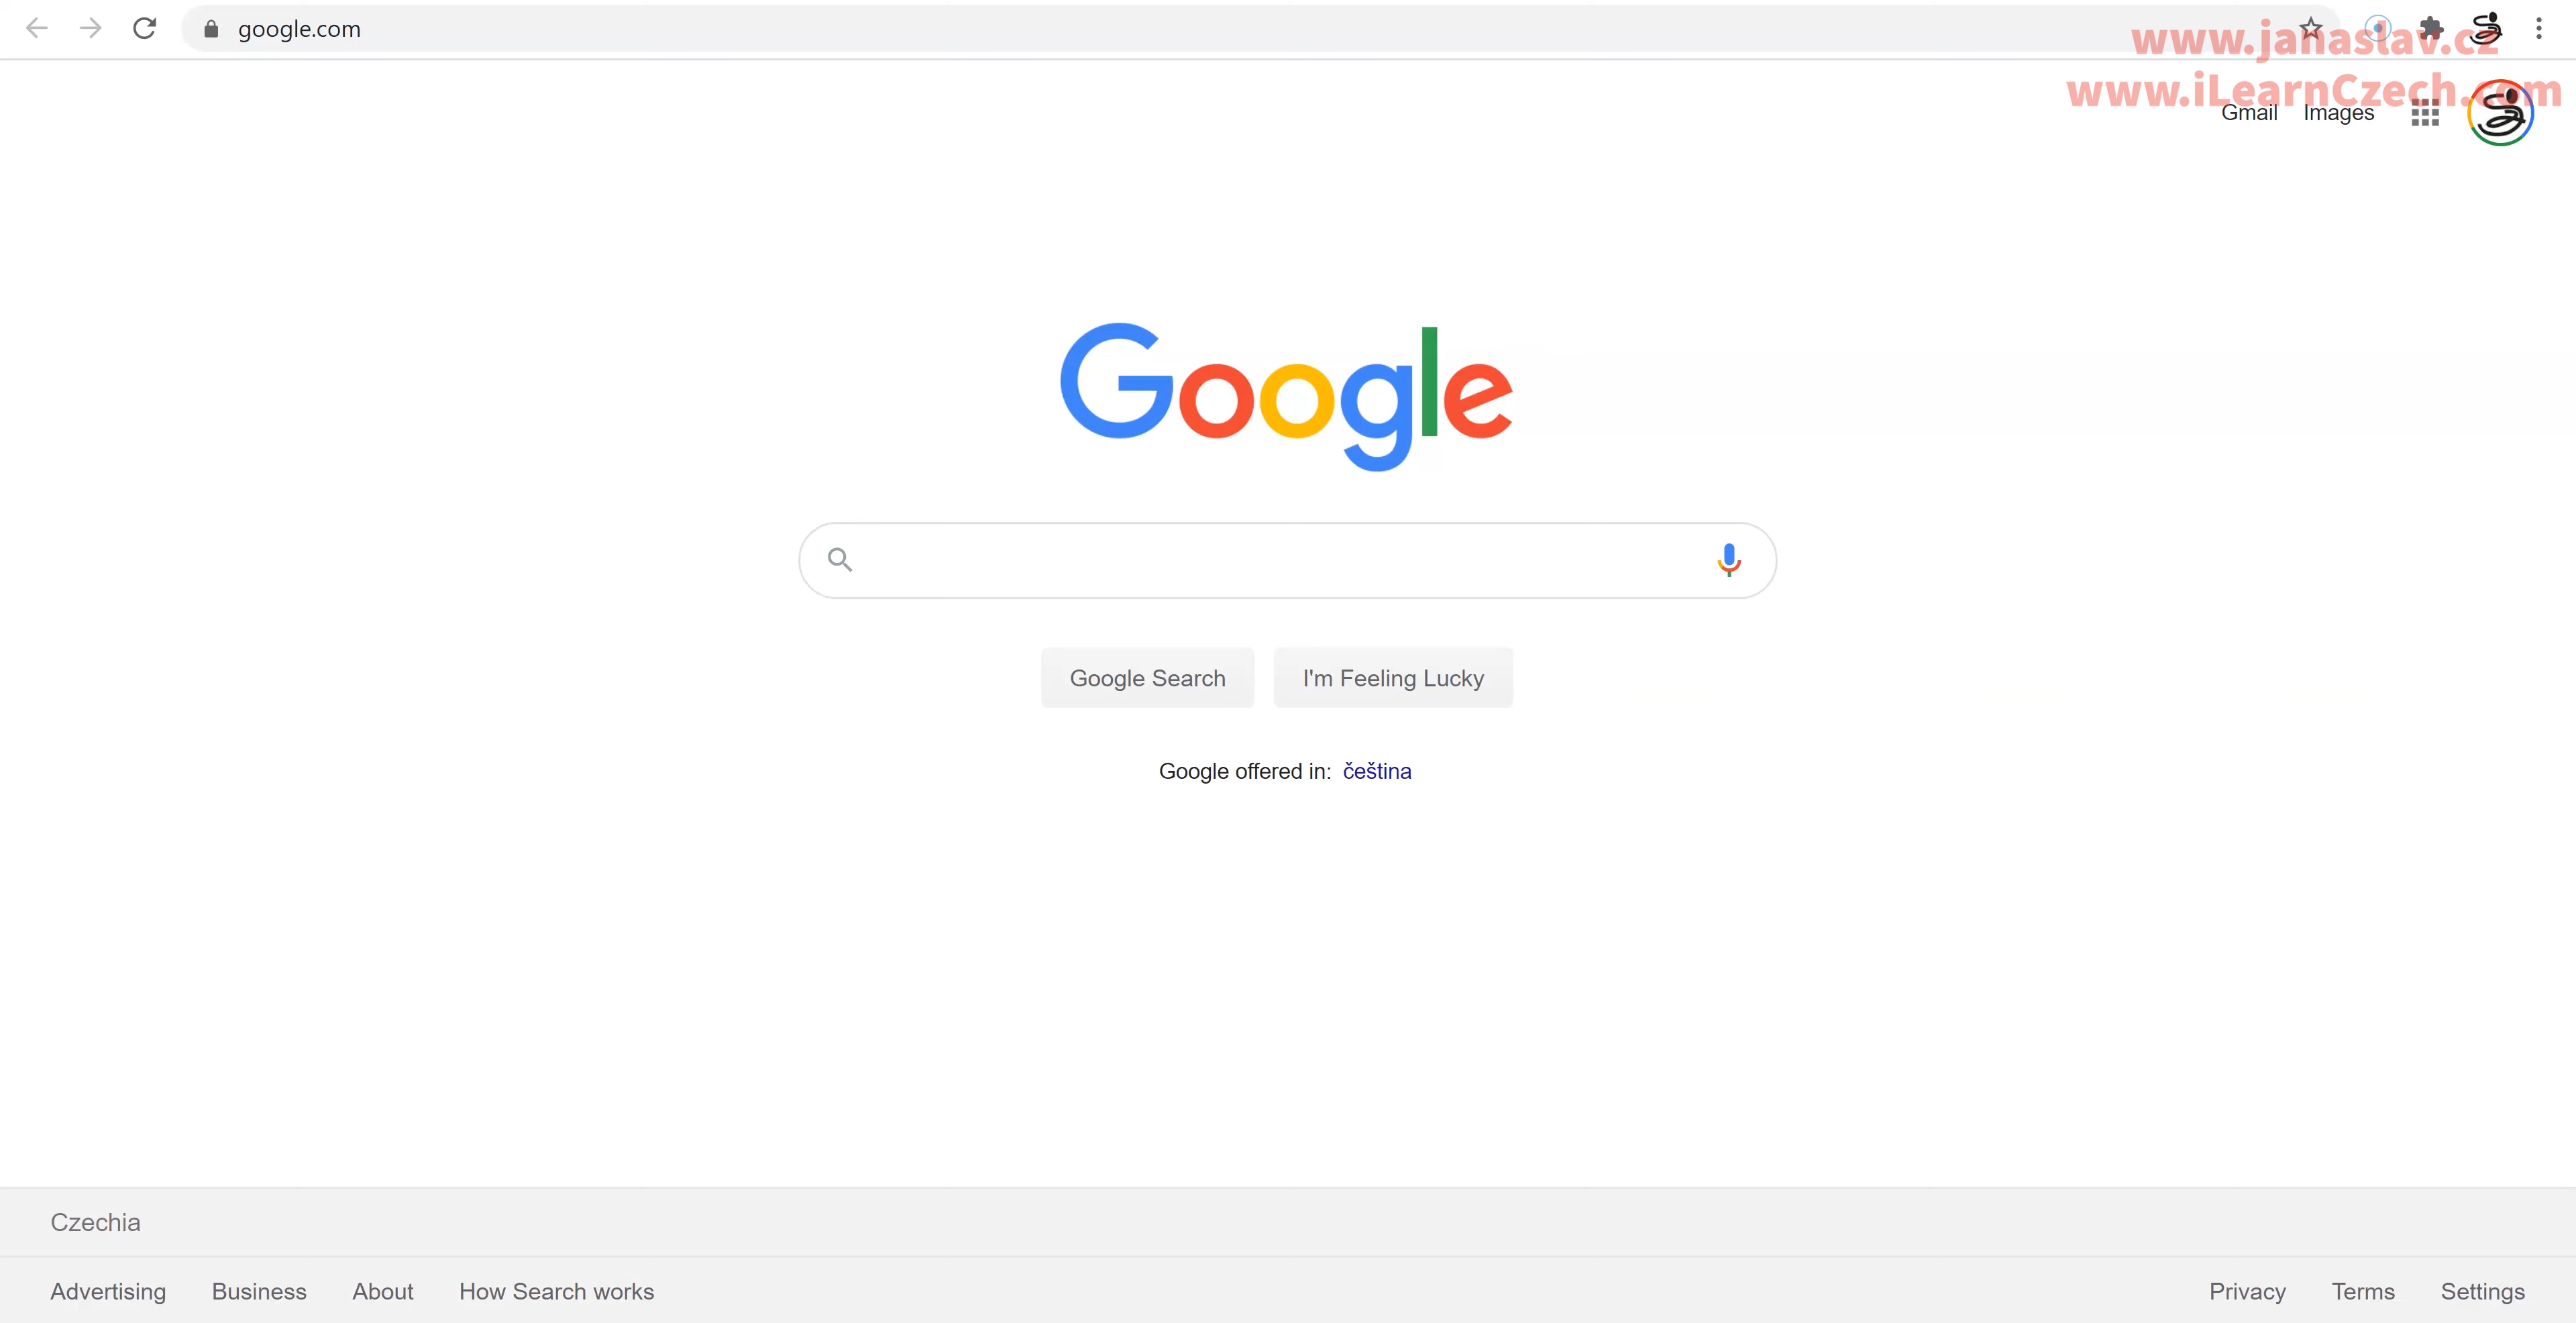 google.com
www.janaslav.cz
www.iLearnCzech.com
Gmail Images
Google
Google Search I'm Feeling Lucky
Google offered in: čeština
Czechia
Advertising Business About How Search works Privacy Terms Settings